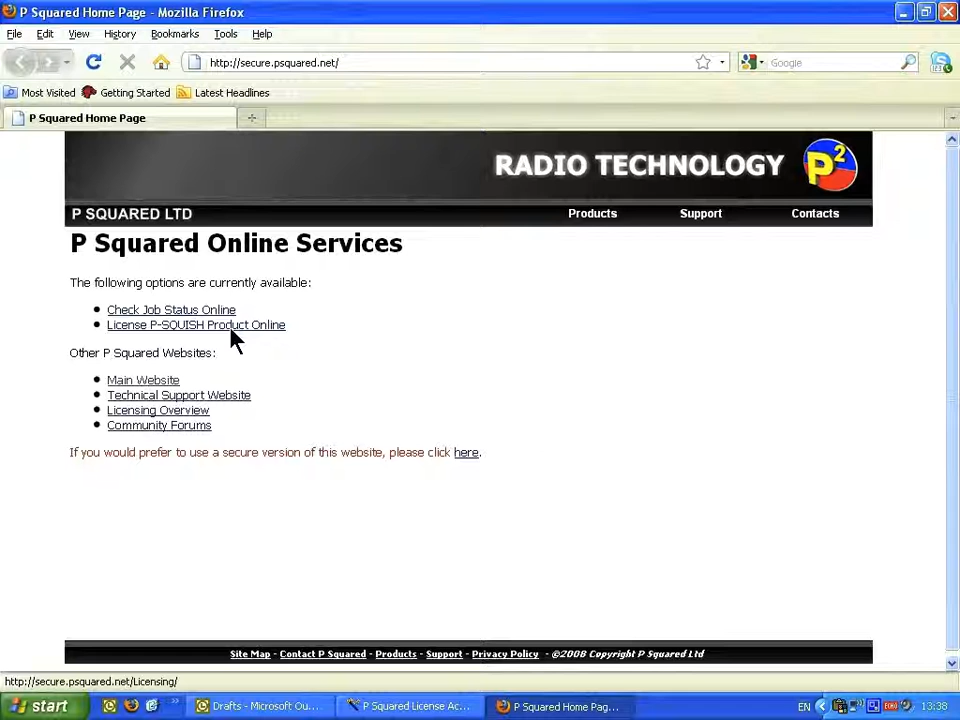 P Squared Home Page - Mozilla Firefox
File Edit View History Bookmarks Tools Help
http://secure.psquared.net/
Google
Most Visited Getting Started Latest Headlines
P Squared Home Page
RADIO TECHNOLOGY P2
P SQUARED LTD Products Support Contacts
P Squared Online Services
The following options are currently available:
Check Job Status Online
License P-SQUISH Product Online
Other P Squared Websites:
Main Website
Technical Support Website
Licensing Overview
Community Forums
If you would prefer to use a secure version of this website, please click here.
Site Map - Contact P Squared - Products - Support - Privacy Policy - ©2008 Copyright P Squared Ltd
http://secure.psquared.net/Licensing/
start Drafts - Microsoft Ou... P Squared License Ac... P Squared Home Pag... EN 13:38